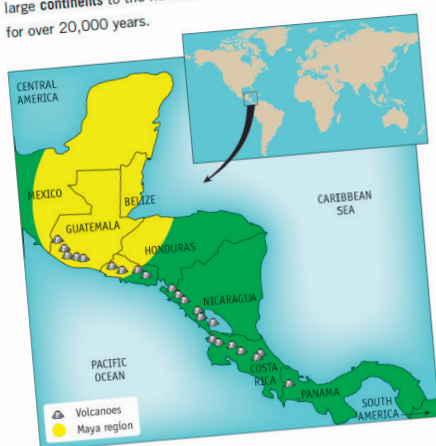 large continents to the
for over 20,000 years.
CENTRAL
AMERICA
MEXICO
BELIZE
GUATEMALA
HONDURAS
CARIBBEAN
SEA
NICARAGUA
PACIFIC
OCEAN
COSTA
RICA
PANAMA
SOUTH
AMERICA
Volcanoes
Maya region